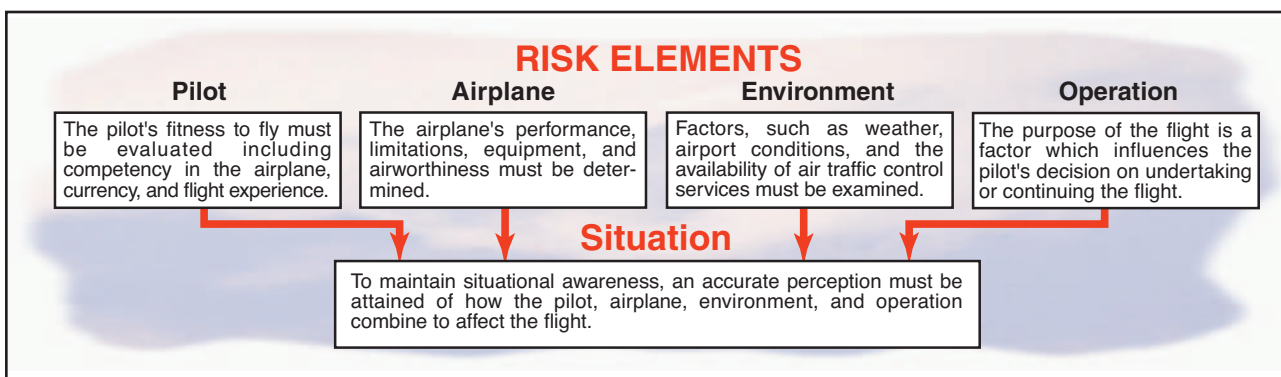 RISK ELEMENTS
Pilot
The pilot's fitness to fly must
be evaluated including
competency in the airplane,
currency, and flight experience.
Airplane
The airplane's performance,
limitations, equipment, and
airworthiness must be deter-
mined.
Environment
Factors, such as weather,
airport conditions, and the
availability of air traffic control
services must be examined.
Operation
The purpose of the flight is a
factor which influences the
pilot's decision on undertaking
or continuing the flight.
Situation
To maintain situational awareness, an accurate perception must be
attained of how the pilot, airplane, environment, and operation
combine to affect the flight.